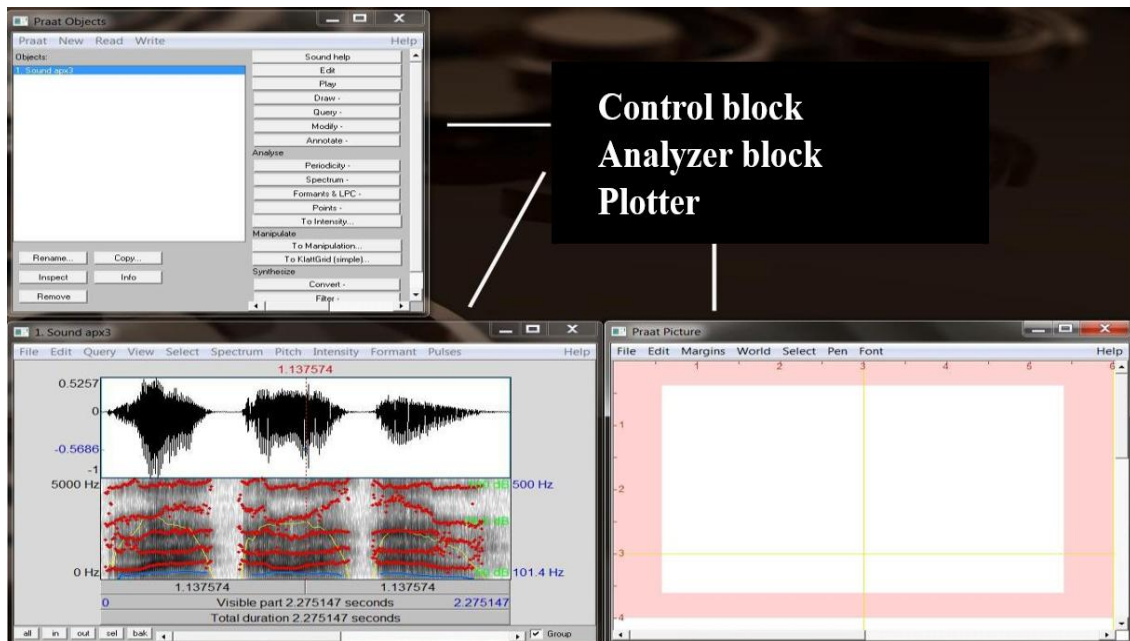 Praat Objects
Praat New Read Write Help
Objects:
1. Sound apx3
Sound help
Edit
Play
Draw -
Query -
Modify -
Annotate -
Analyse
Periodicity -
Spectrum -
Formants & LPC -
Points -
To Intensity...
Manipulate
To Manipulation...
To KlattGrid (simple)...
Synthesize
Convert -
Filter -
Rename... Copy...
Inspect Info
Remove
Control block
Analyzer block
Plotter
1. Sound apx3
File Edit Query View Select Spectrum Pitch Intensity Formant Pulses Help
1.137574
0.5257
0
-0.5686
-1
5000 Hz
500 Hz
0 Hz
101.4 Hz
1.137574 1.137574
0 Visible part 2.275147 seconds 2.275147
Total duration 2.275147 seconds
all in out sel bak Group
Praat Picture
File Edit Margins World Select Pen Font Help
2 3 4 5 6
1
2
3
4